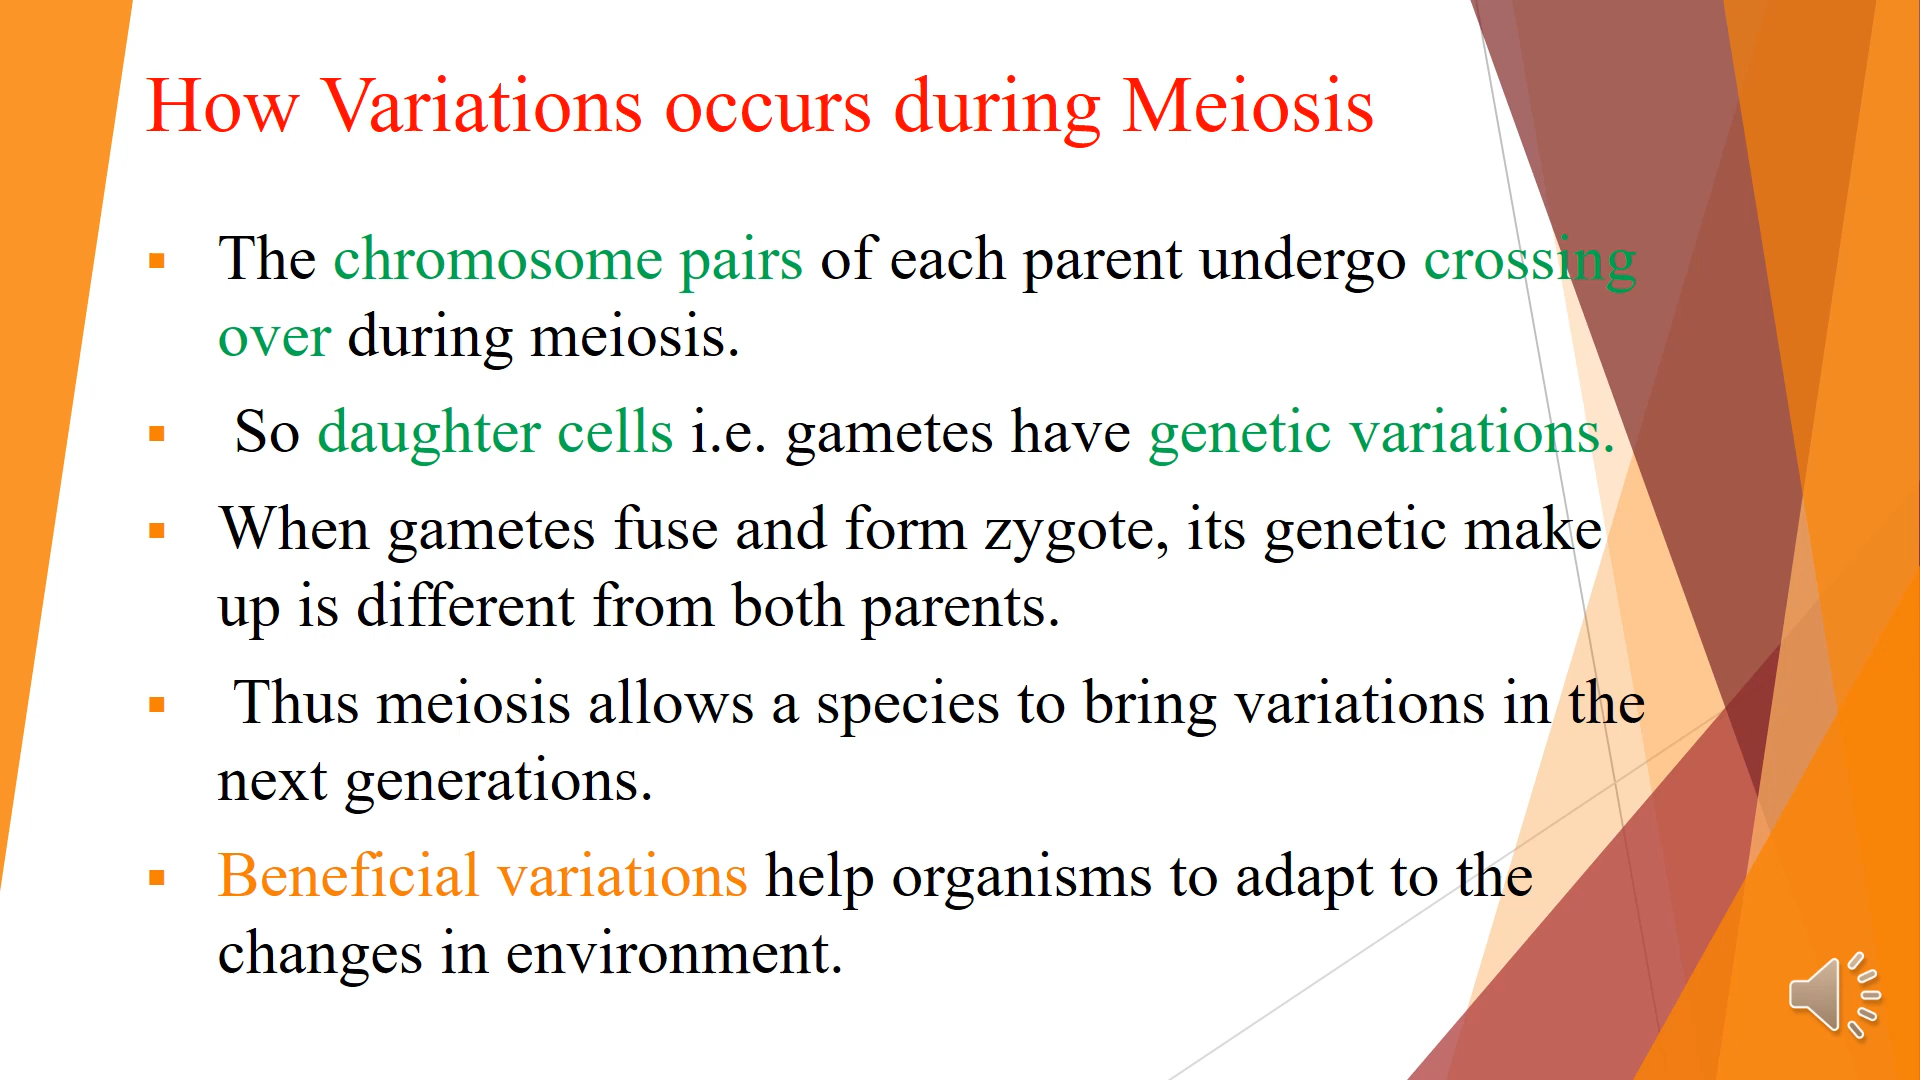 How Variations occurs during Meiosis
▪ The chromosome pairs of each parent undergo crossing
over during meiosis.
▪ So daughter cells i.e. gametes have genetic variations.
▪ When gametes fuse and form zygote, its genetic make
up is different from both parents.
▪ Thus meiosis allows a species to bring variations in the
next generations.
▪ Beneficial variations help organisms to adapt to the
changes in environment.